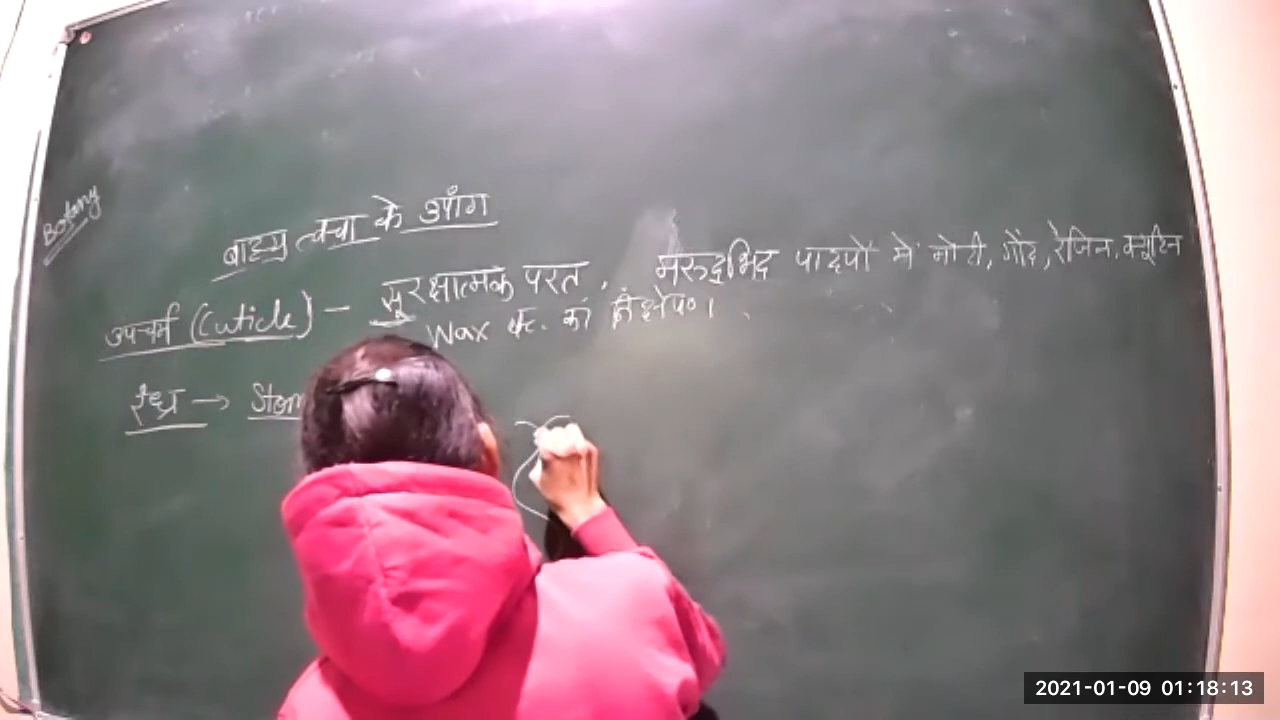 Botany
बाह्य त्वचा के उपाँग
उपचर्म (Cuticle) - सुरक्षात्मक परत, मरुद्भिद पादपों में मोटी, गोंद, रेजिन, क्यूटिन
Wax का निक्षेपण।
रंध्र → Stom
2021-01-09 01:18:13